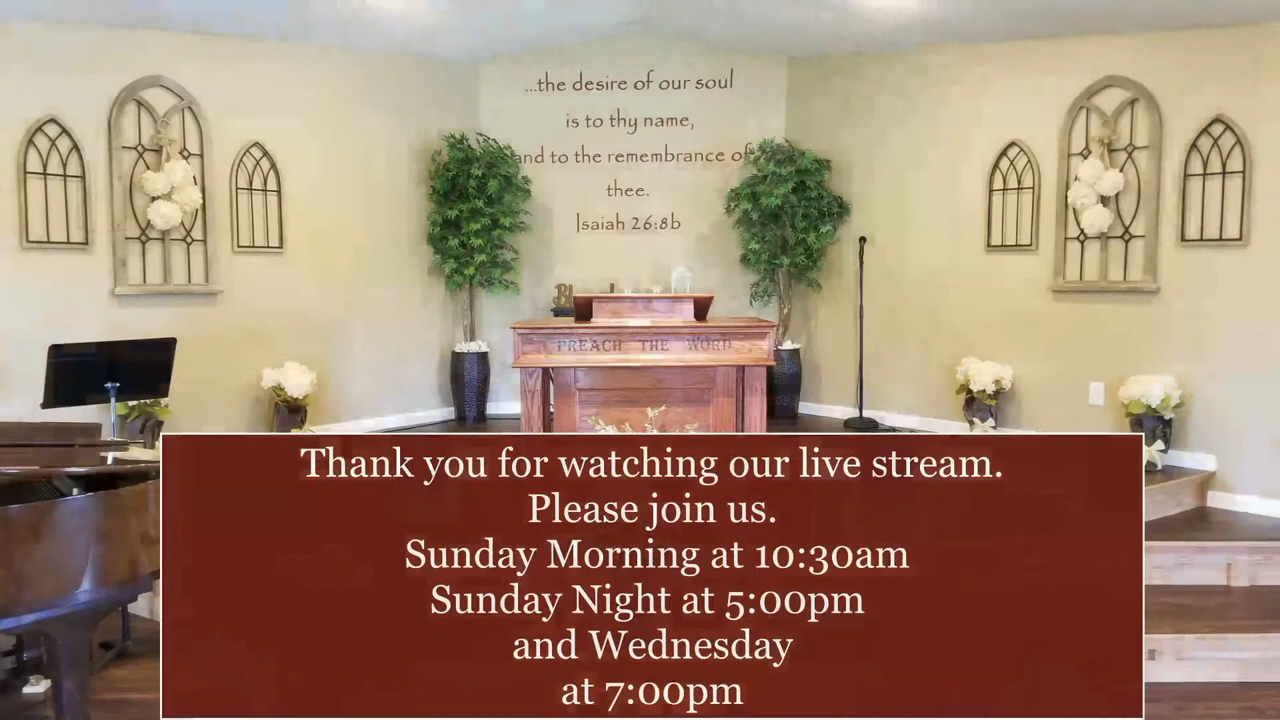 ...the desire of our soul
is to thy name,
and to the remembrance of
thee.
Isaiah 26:8b
PREACH THE WORD
Thank you for watching our live stream.
Please join us.
Sunday Morning at 10:30am
Sunday Night at 5:00pm
and Wednesday
at 7:00pm